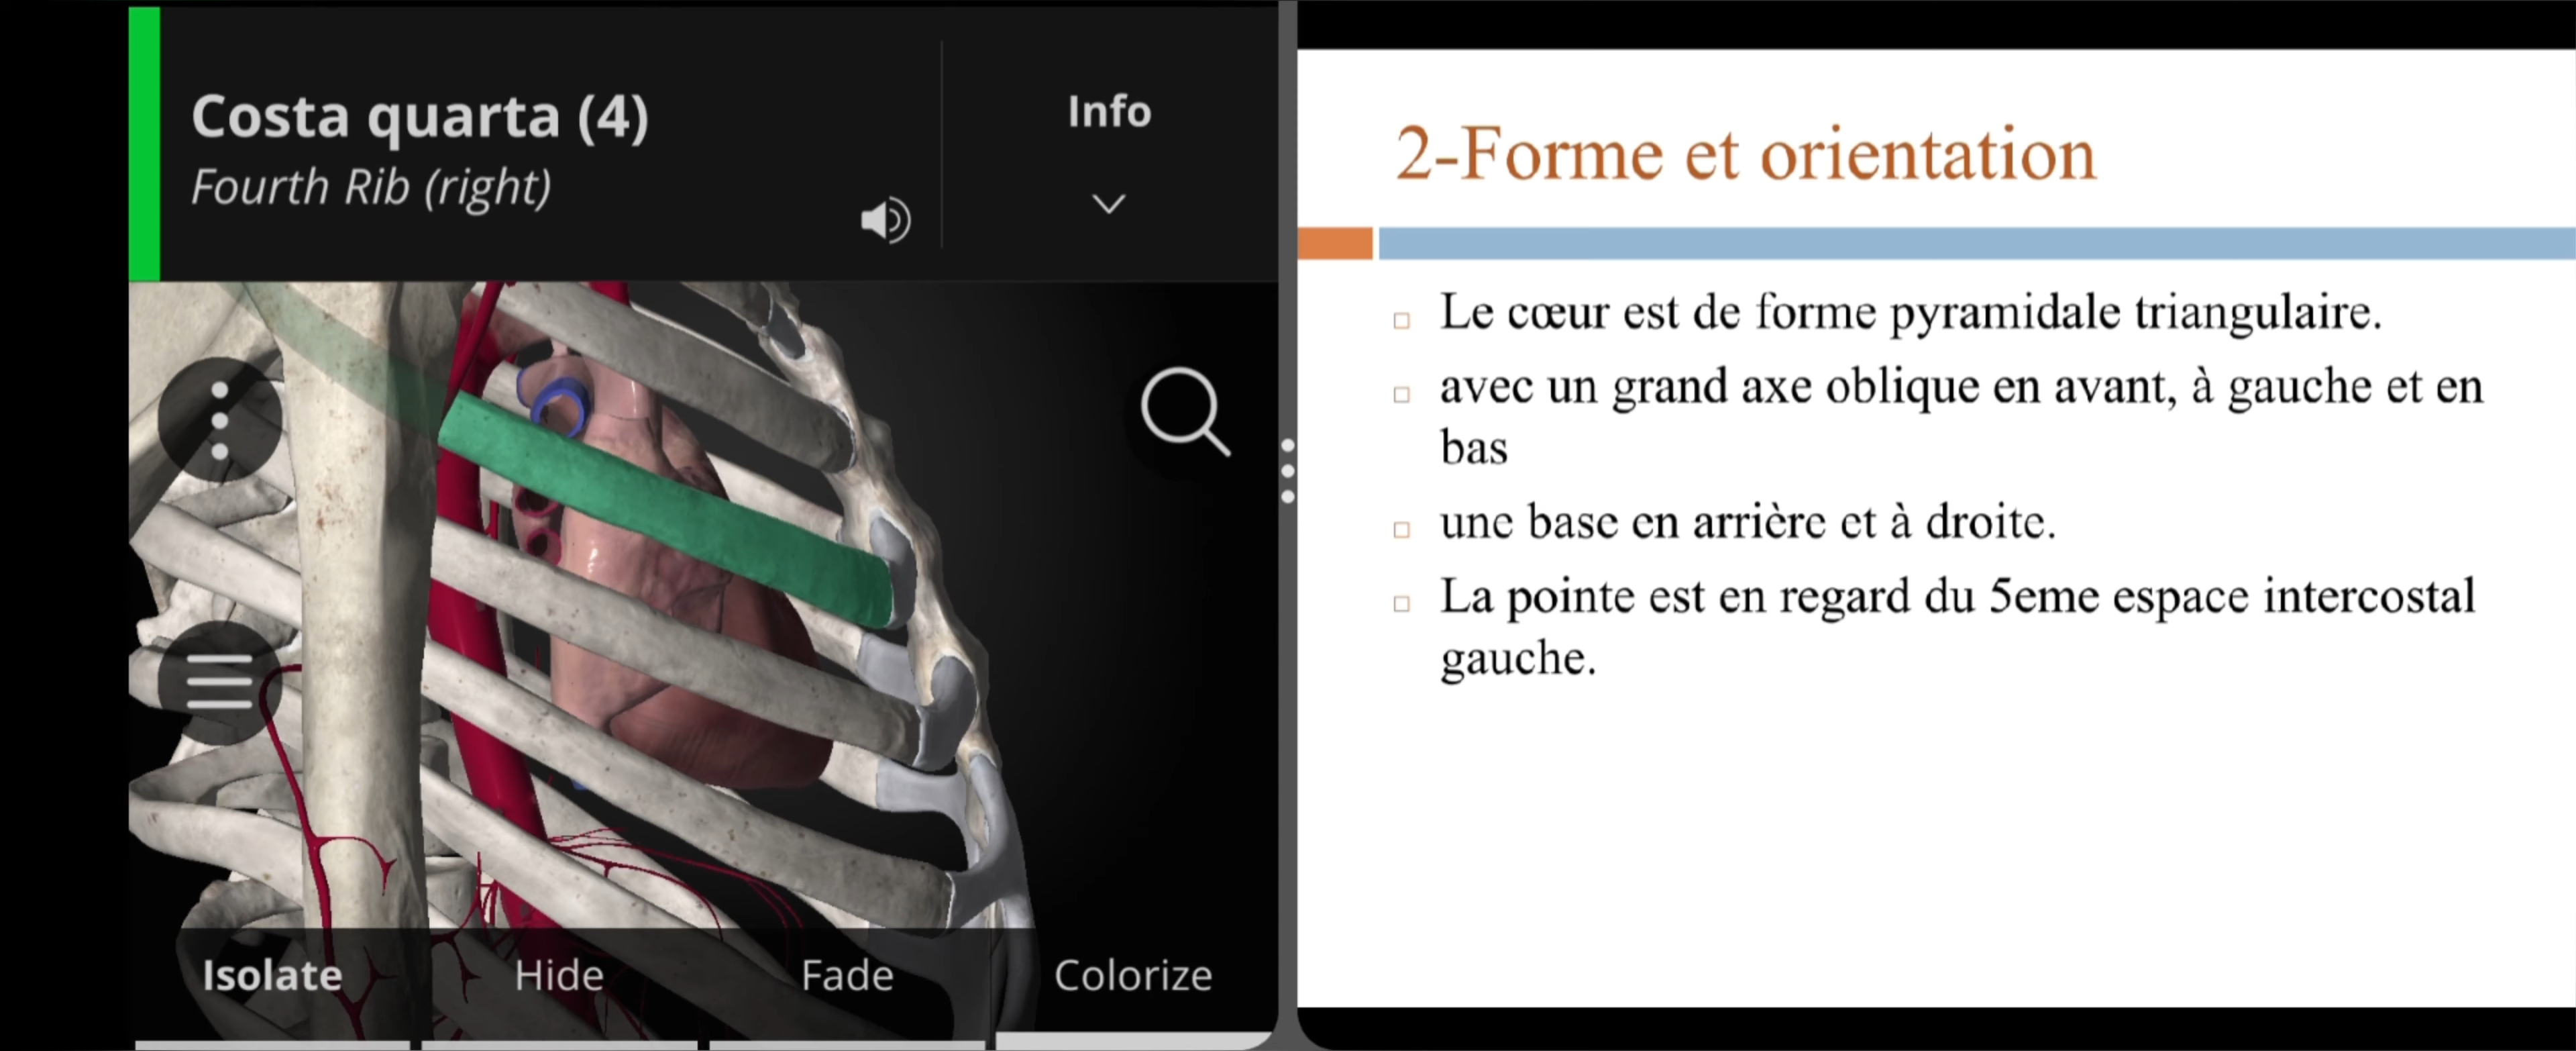 Costa quarta (4)
Fourth Rib (right)
Info
Isolate
Hide
Fade
Colorize
2-Forme et orientation
Le cœur est de forme pyramidale triangulaire.
avec un grand axe oblique en avant, à gauche et en
bas
une base en arrière et à droite.
La pointe est en regard du 5eme espace intercostal
gauche.